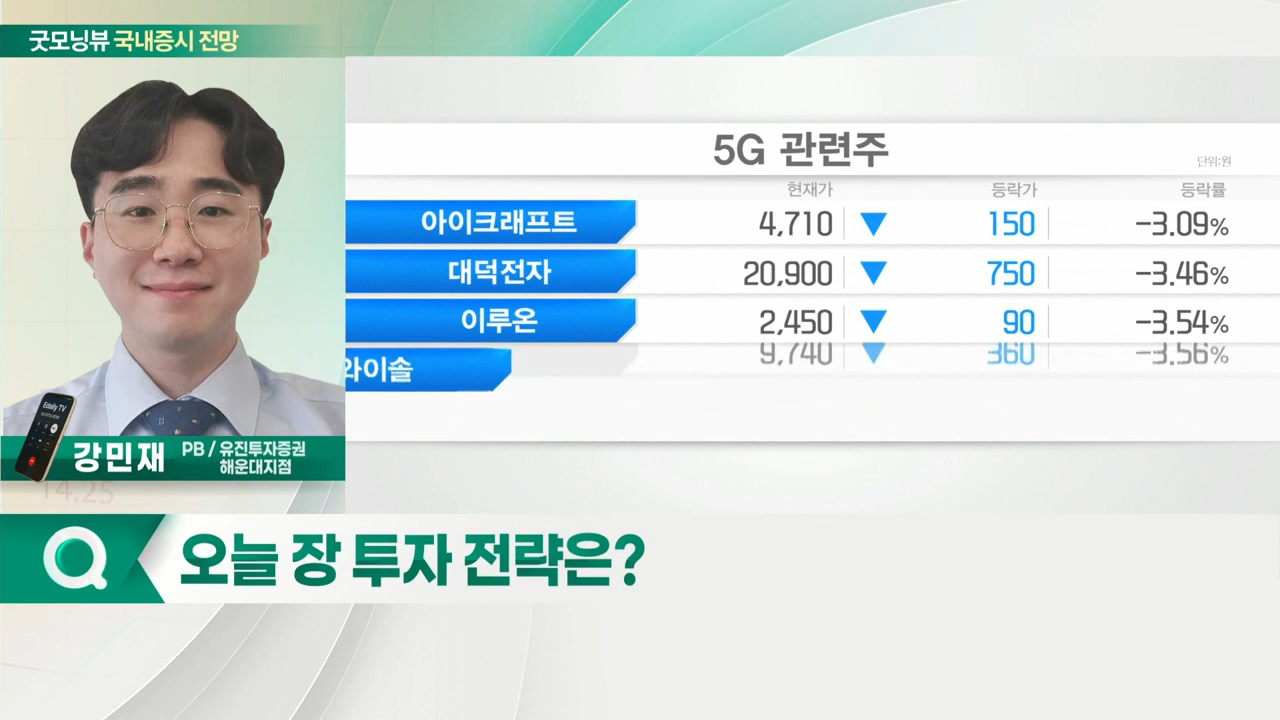 굿모닝뷰 국내증시 전망
5G 관련주
단위:원
현재가 등락가 등락률
아이크래프트 4,710 ▼ 150 -3.09%
대덕전자 20,900 ▼ 750 -3.46%
이루온 2,450 ▼ 90 -3.54%
와이솔 9,740 ▼ 360 -3.56%
Edaily TV
강민재 PB / 유진투자증권
해운대지점
14.25
오늘 장 투자 전략은?